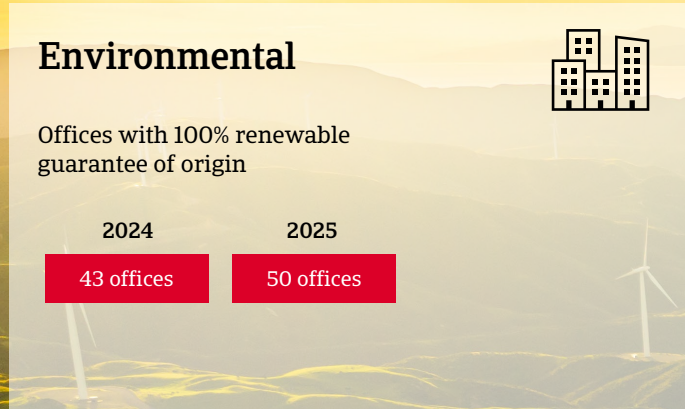 Environmental
Offices with 100% renewable
guarantee of origin
2024 2025
43 offices 50 offices